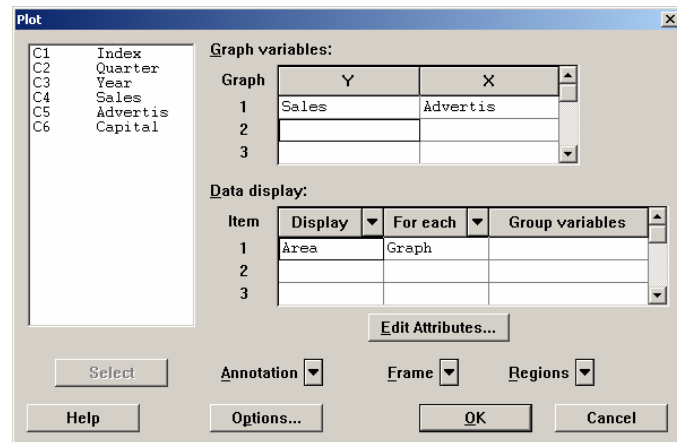 Plot
C1 Index
C2 Quarter
C3 Year
C4 Sales
C5 Advertis
C6 Capital
Graph variables:
Graph Y X
1 Sales Advertis
2
3
Data display:
Item Display For each Group variables
1 Area Graph
2
3
Edit Attributes...
Select Annotation Frame Regions
Help Options... OK Cancel